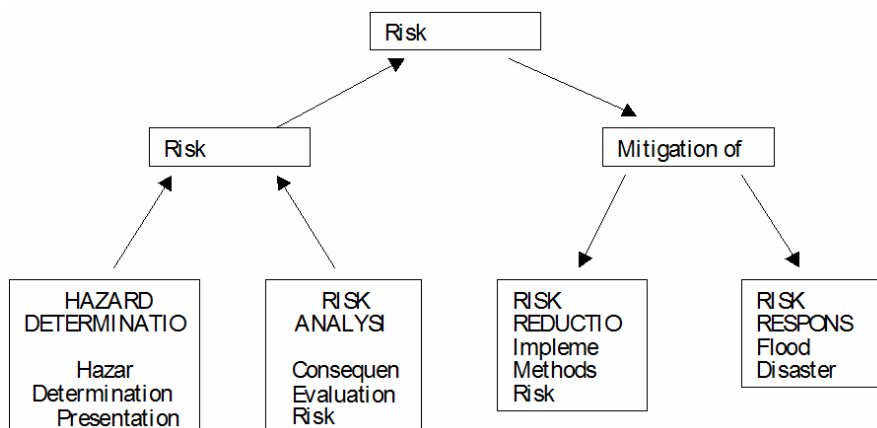 Risk
Risk
Mitigation of
HAZARD
DETERMINATIO
Hazar
Determination
Presentation
RISK
ANALYSI
Consequen
Evaluation
Risk
RISK
REDUCTIO
Impleme
Methods
Risk
RISK
RESPONS
Flood
Disaster